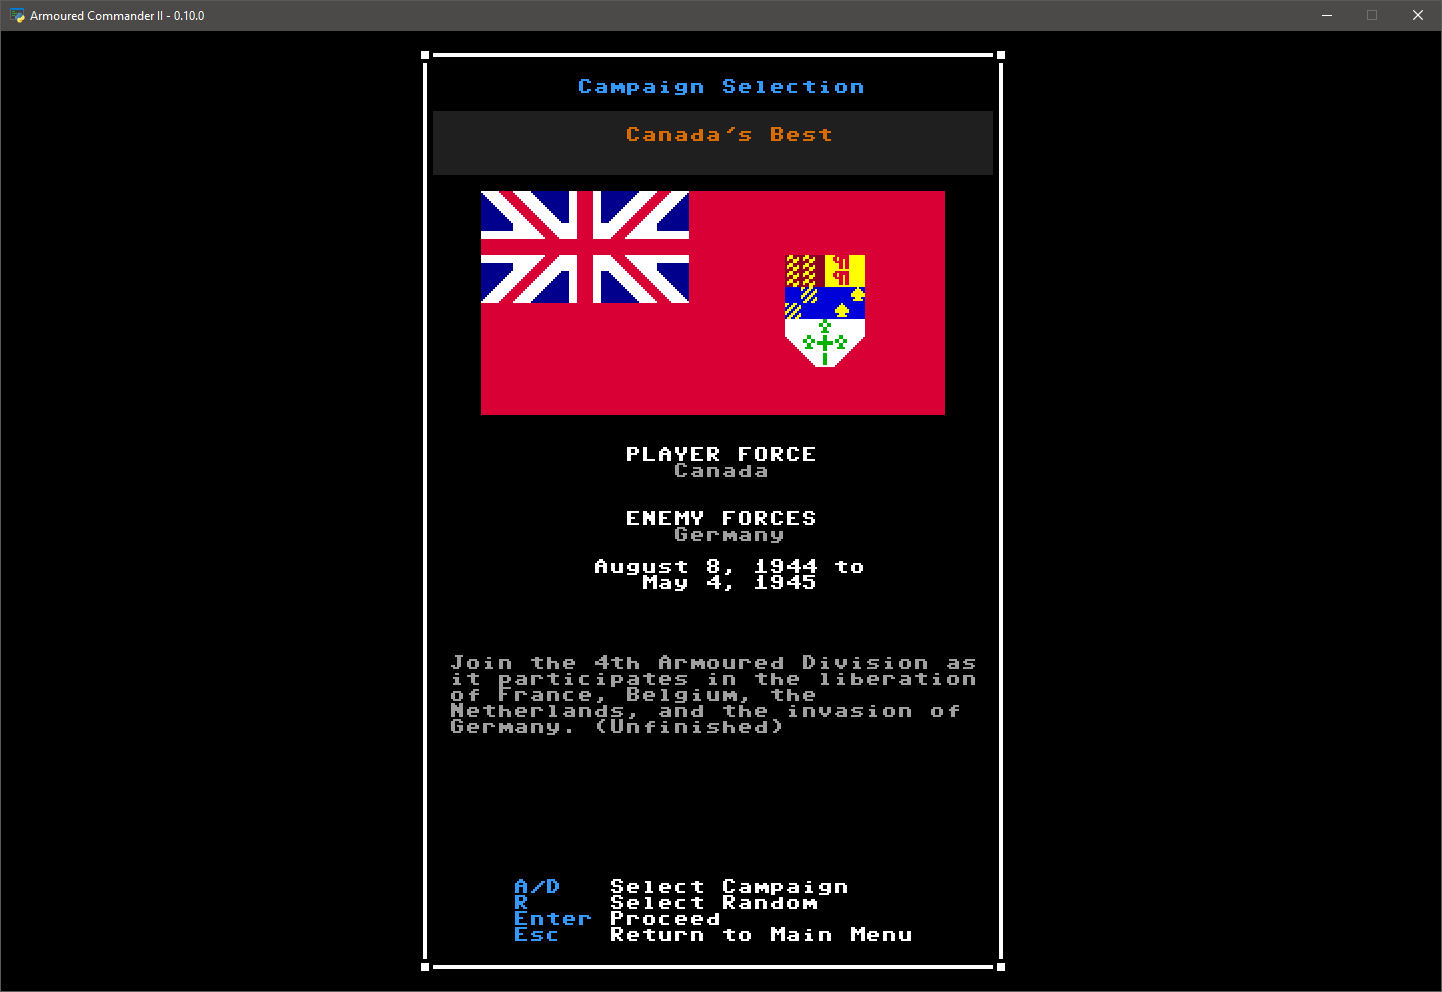 Armoured Commander II - 0.10.0
Campaign Selection
Canada's Best
PLAYER FORCE
Canada
ENEMY FORCES
Germany
August 8, 1944 to
May 4, 1945
Join the 4th Armoured Division as
it participates in the liberation
of France, Belgium, the
Netherlands, and the invasion of
Germany. (Unfinished)
A/D Select Campaign
R Select Random
Enter Proceed
Esc Return to Main Menu